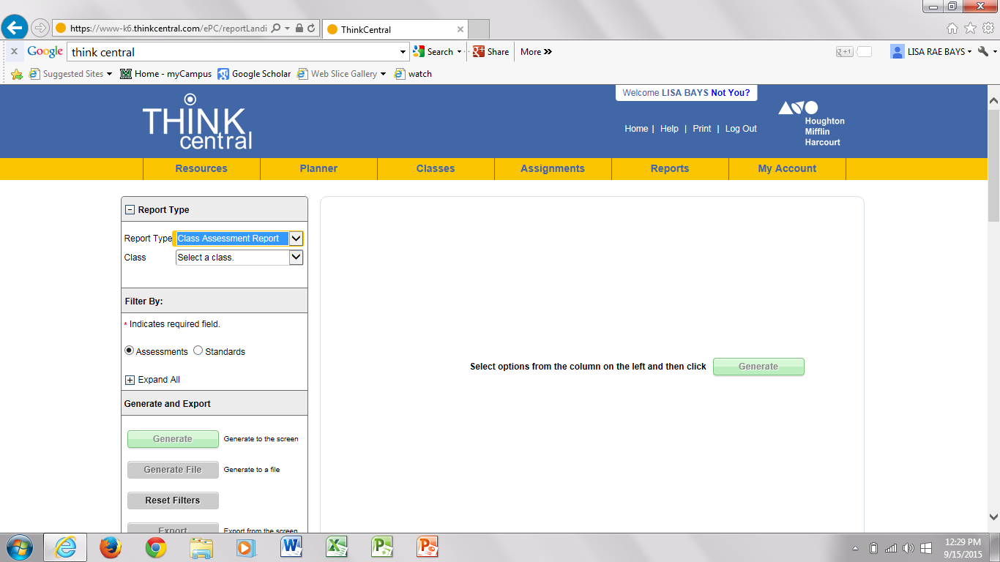 https://www-k6.thinkcentral.com/ePC/reportLandi
ThinkCentral
x Google think central Search Share More » +1 LISA RAE BAYS
Suggested Sites Home - myCampus Google Scholar Web Slice Gallery watch
Welcome LISA BAYS Not You?
THINK
central
Home | Help | Print | Log Out
Houghton
Mifflin
Harcourt
Resources Planner Classes Assignments Reports My Account
Report Type
Report Type Class Assessment Report
Class Select a class.
Filter By:
* Indicates required field.
Assessments Standards
Expand All
Select options from the column on the left and then click Generate
Generate and Export
Generate Generate to the screen
Generate File Generate to a file
Reset Filters
Export Export from the screen
12:29 PM
9/15/2015